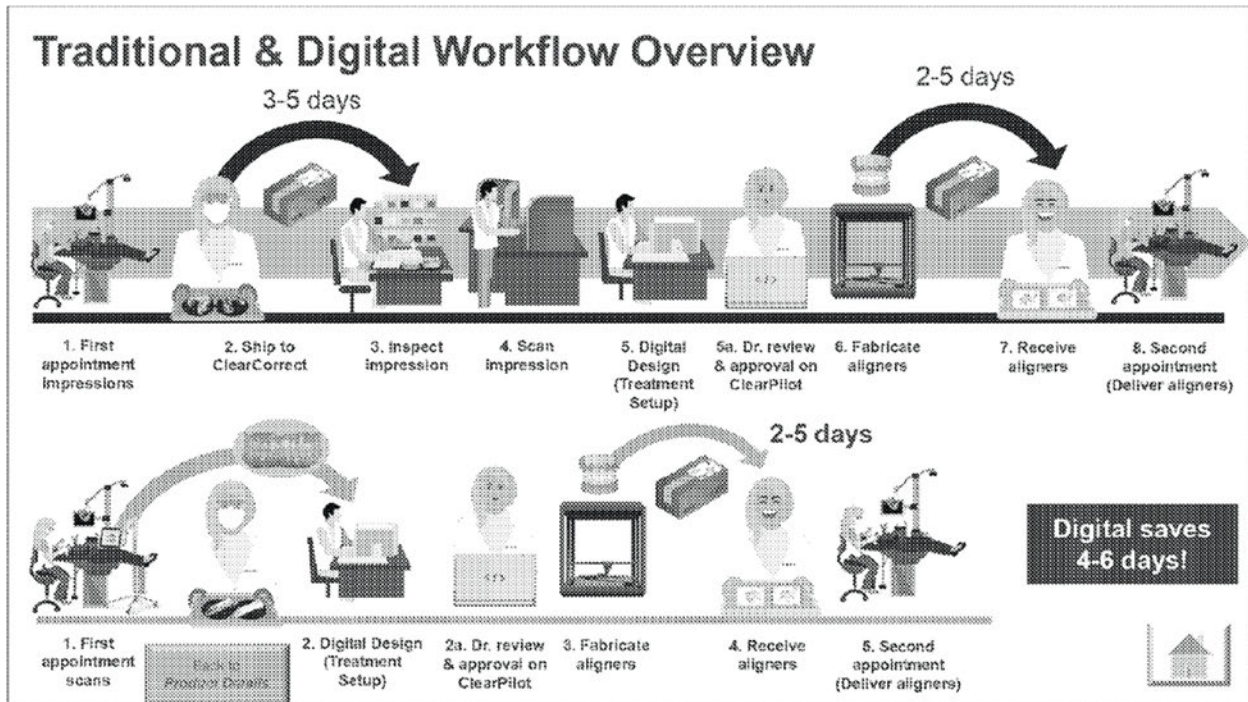 Traditional & Digital Workflow Overview
3-5 days
2-5 days
</>
1. First
appointment
impressions
2. Ship to
ClearCorrect
3. Inspect
impression
4. Scan
impression
5. Digital
Design
(Treatment
Setup)
5a. Dr. review
& approval on
ClearPilot
6. Fabricate
aligners
7. Receive
aligners
8. Second
appointment
(Deliver aligners)
2-5 days
</>
Digital saves
4-6 days!
1. First
appointment
scans
Back to
Product Details
2. Digital Design
(Treatment
Setup)
2a. Dr. review
& approval on
ClearPilot
3. Fabricate
aligners
4. Receive
aligners
5. Second
appointment
(Deliver aligners)